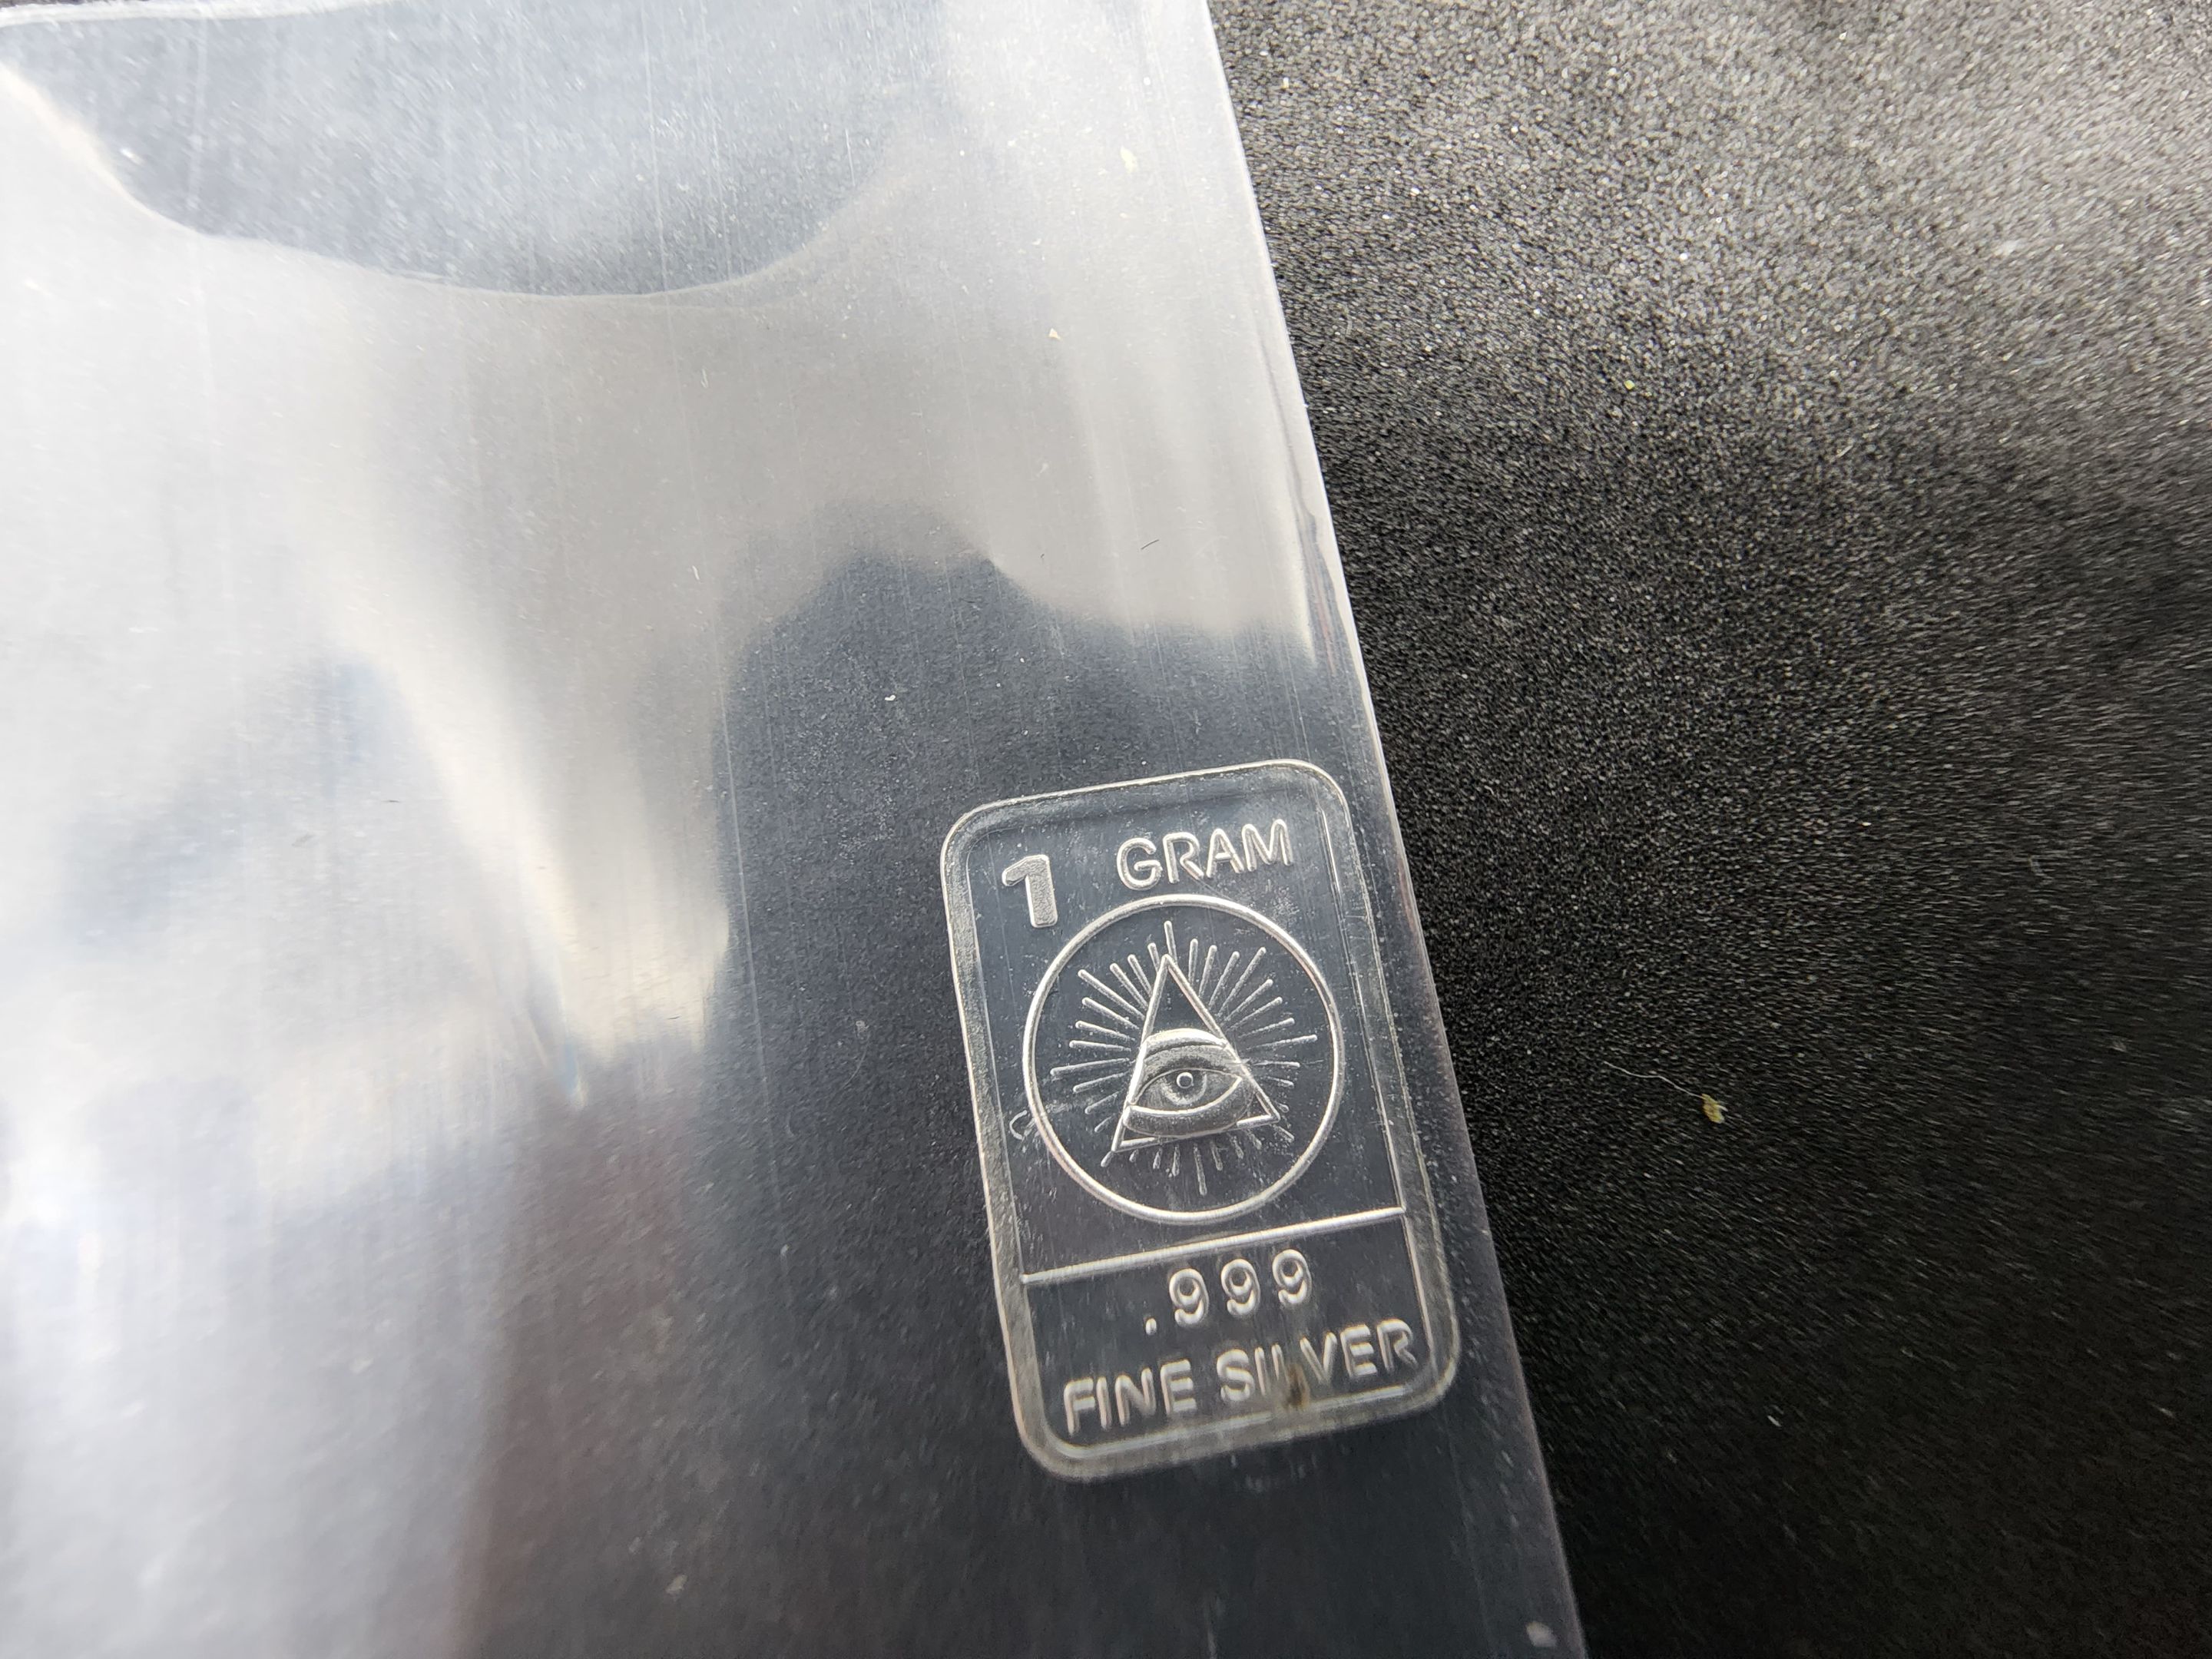 1 GRAM
.999
FINE SILVER